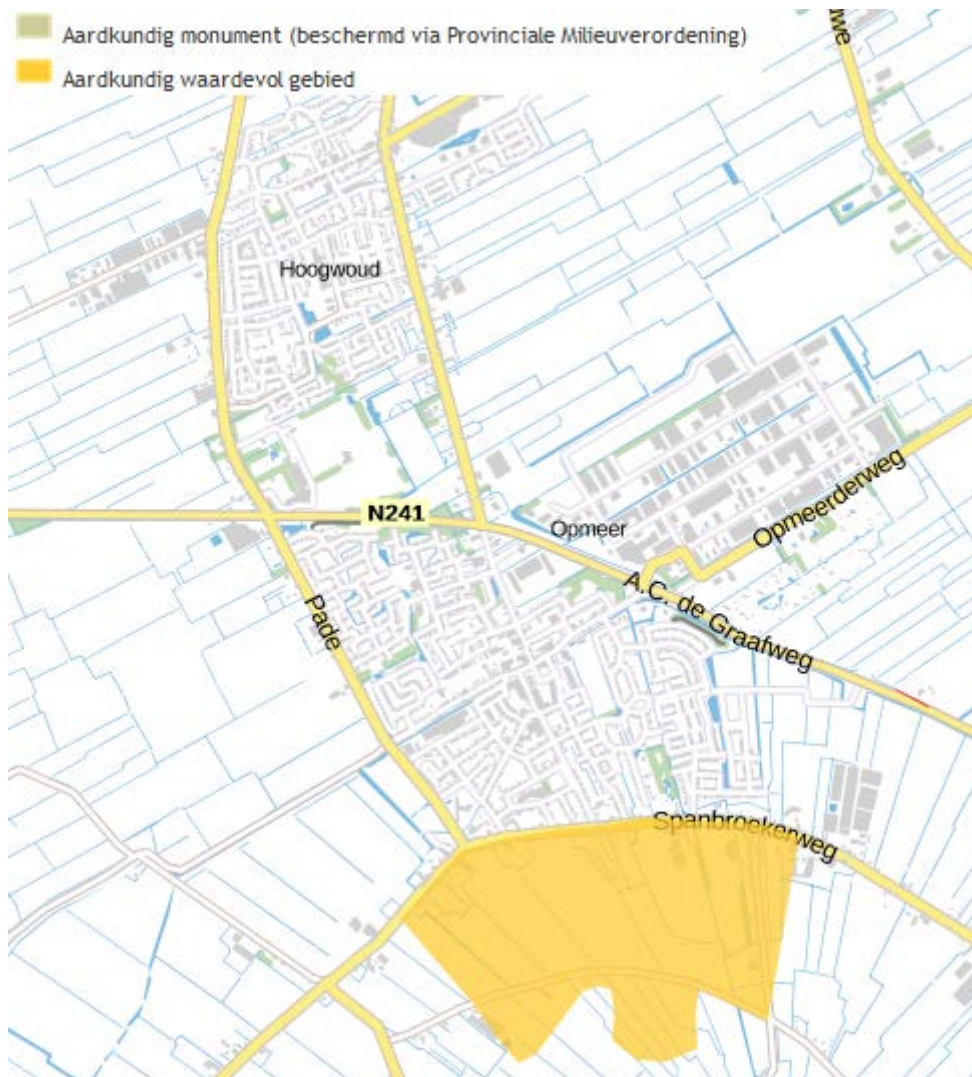 Aardkundig monument (beschermd via Provinciale Milieuverordening)
Aardkundig waardevol gebied
Hoogwoud
N241
Opmeer
Opmeerderweg
A.C. de Graafweg
Pade
Spanbroekerweg